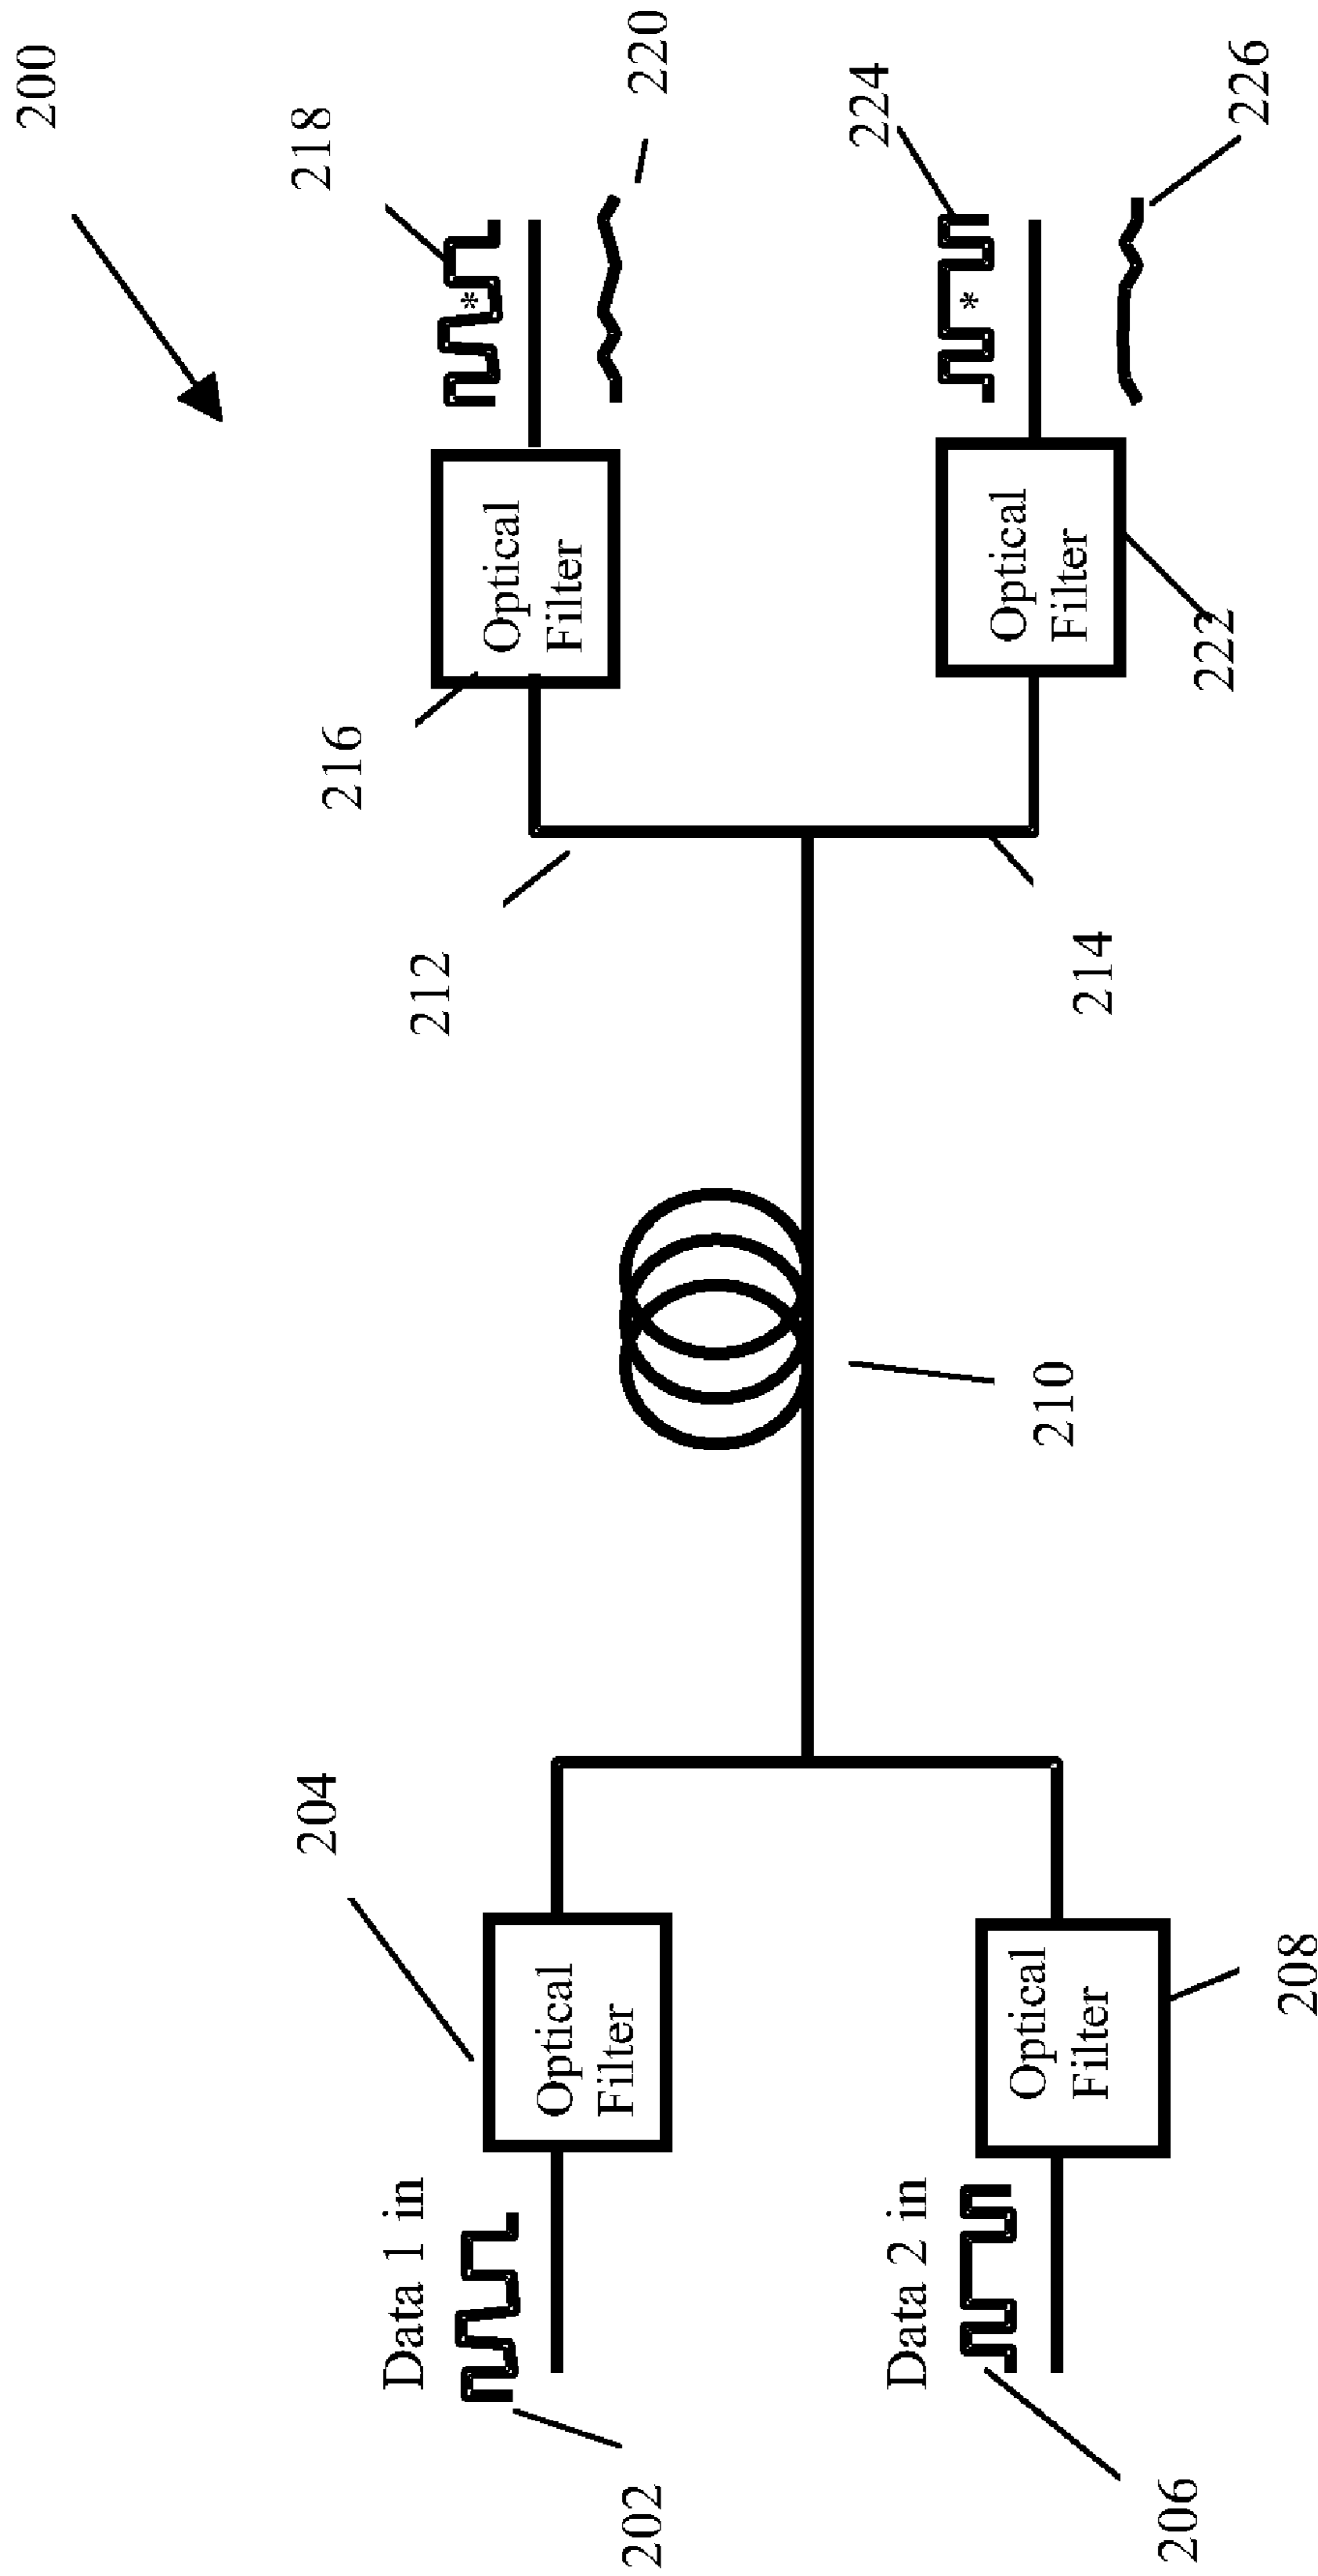 200
218
220
216
Optical
Filter
212
224
226
Optical
Filter
222
214
210
204
Data 1 in
Optical
Filter
202
Data 2 in
Optical
Filter
206
208
*
*